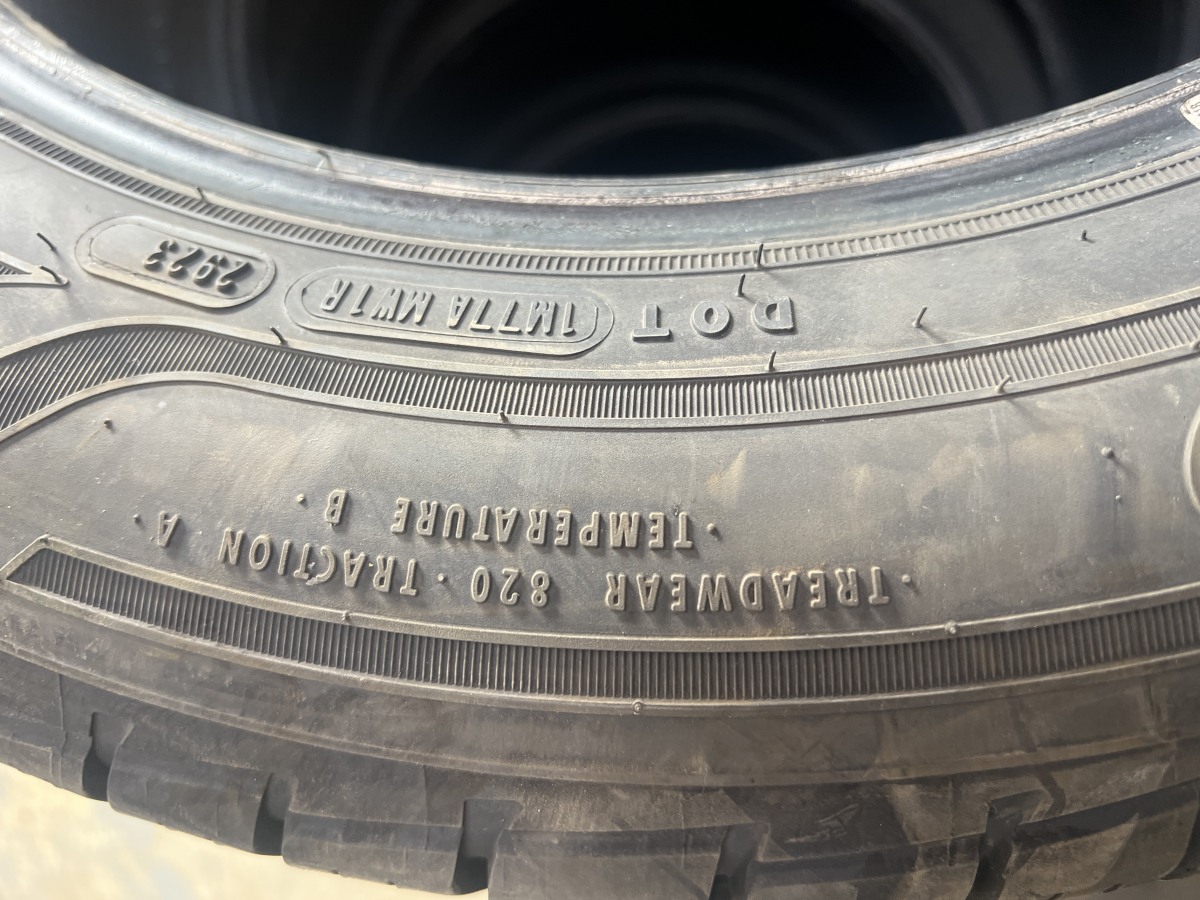 DOT 1M77A MW1R 2923
· TREADWEAR 820 · TRACTION A ·
· TEMPERATURE B ·